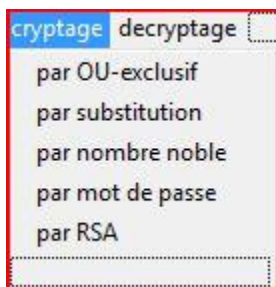 cryptage decryptage
par OU-exclusif
par substitution
par nombre noble
par mot de passe
par RSA